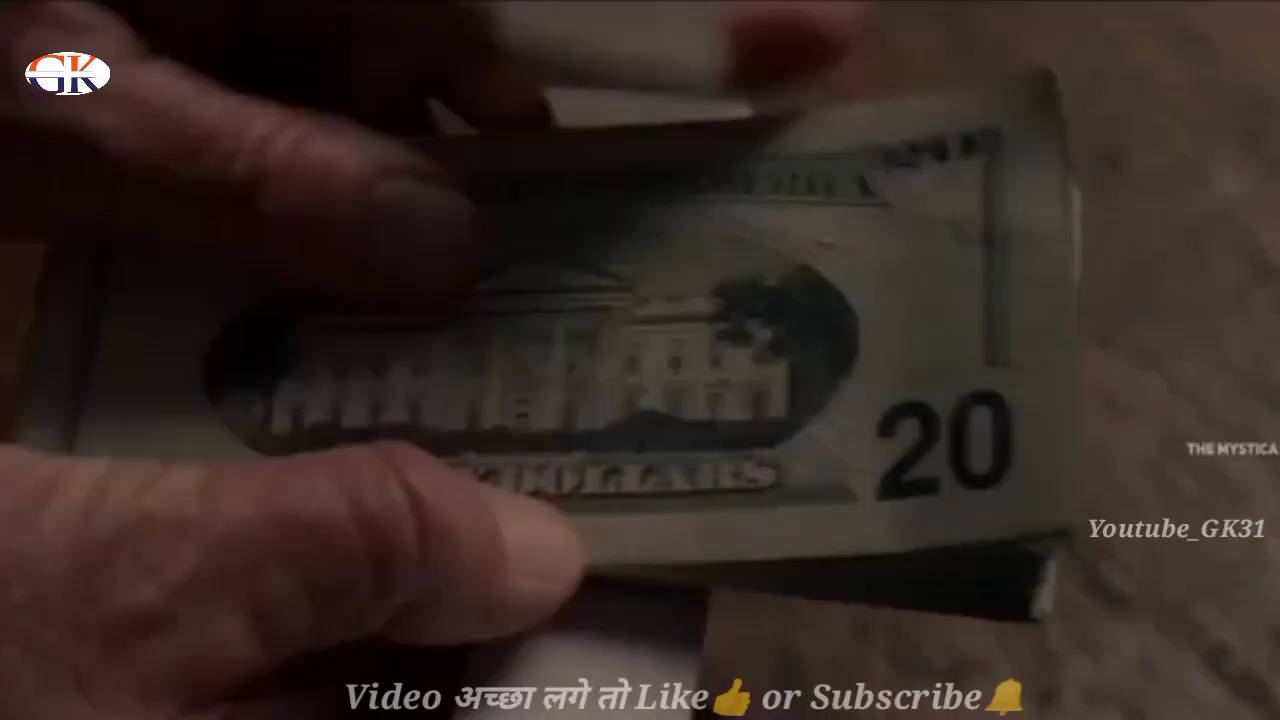 GK
20
DOLLARS
THE MYSTICA
Youtube_GK31
Video अच्छा लगे तो Like👍 or Subscribe🔔